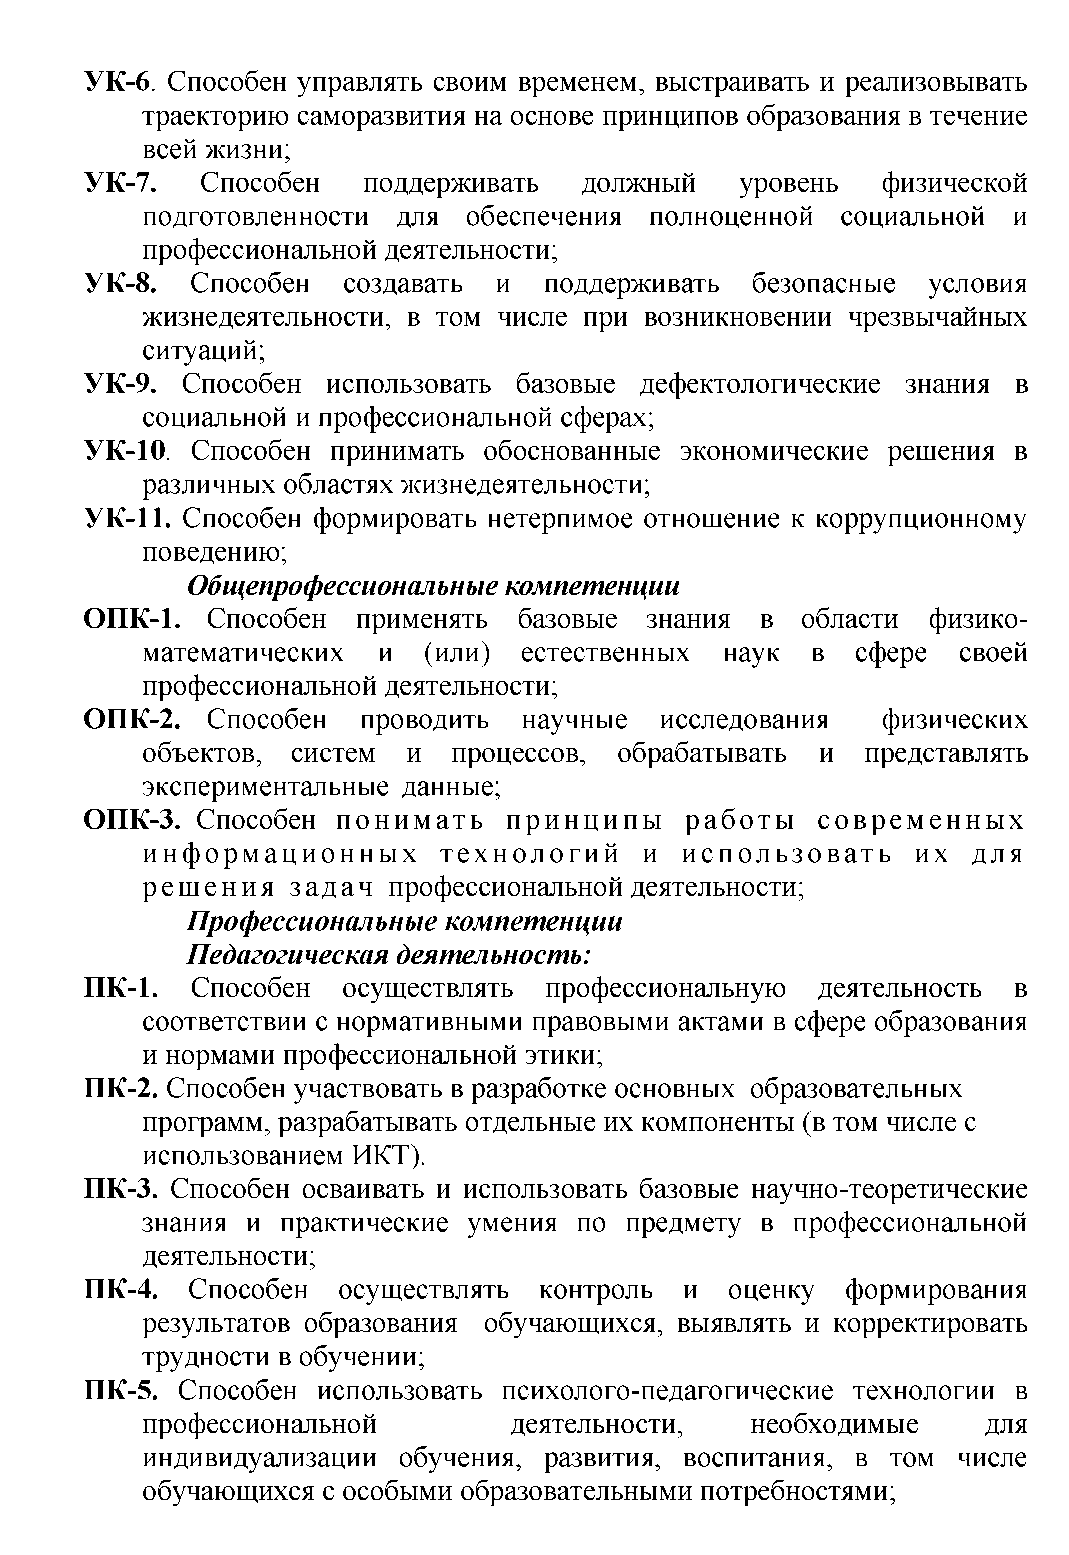 УК-6. Способен управлять своим временем, выстраивать и реализовывать
траекторию саморазвития на основе принципов образования в течение
всей жизни;
УК-7. Способен поддерживать должный уровень физической
подготовленности для обеспечения полноценной социальной и
профессиональной деятельности;
УК-8. Способен создавать и поддерживать безопасные условия
жизнедеятельности, в том числе при возникновении чрезвычайных
ситуаций;
УК-9. Способен использовать базовые дефектологические знания в
социальной и профессиональной сферах;
УК-10. Способен принимать обоснованные экономические решения в
различных областях жизнедеятельности;
УК-11. Способен формировать нетерпимое отношение к коррупционному
поведению;
Общепрофессиональные компетенции
ОПК-1. Способен применять базовые знания в области физико-
математических и (или) естественных наук в сфере своей
профессиональной деятельности;
ОПК-2. Способен проводить научные исследования физических
объектов, систем и процессов, обрабатывать и представлять
экспериментальные данные;
ОПК-3. Способен понимать принципы работы современных
информационных технологий и использовать их для
решения задач профессиональной деятельности;
Профессиональные компетенции
Педагогическая деятельность:
ПК-1. Способен осуществлять профессиональную деятельность в
соответствии с нормативными правовыми актами в сфере образования
и нормами профессиональной этики;
ПК-2. Способен участвовать в разработке основных образовательных
программ, разрабатывать отдельные их компоненты (в том числе с
использованием ИКТ).
ПК-3. Способен осваивать и использовать базовые научно-теоретические
знания и практические умения по предмету в профессиональной
деятельности;
ПК-4. Способен осуществлять контроль и оценку формирования
результатов образования обучающихся, выявлять и корректировать
трудности в обучении;
ПК-5. Способен использовать психолого-педагогические технологии в
профессиональной деятельности, необходимые для
индивидуализации обучения, развития, воспитания, в том числе
обучающихся с особыми образовательными потребностями;